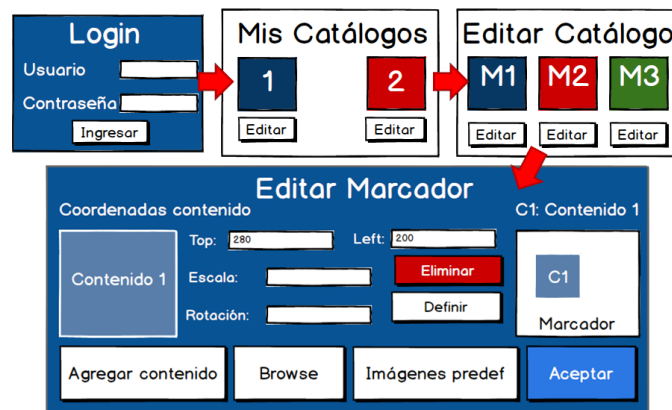 Login
Usuario
Contraseña
Ingresar
Mis Catálogos
1
2
Editar
Editar
Editar Catálogo
M1
M2
M3
Editar
Editar
Editar
Editar Marcador
Coordenadas contenido
C1: Contenido 1
Contenido 1
Top: 280
Left: 200
Escala:
Eliminar
Rotación:
Definir
C1
Marcador
Agregar contenido
Browse
Imágenes predef
Aceptar